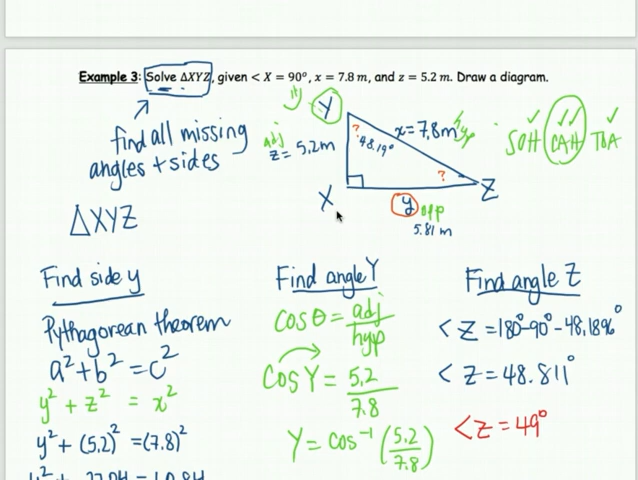 Example 3: Solve ΔXYZ, given < X = 90°, x = 7.8 m, and z = 5.2 m. Draw a diagram.
find all missing
angles + sides
ΔXYZ
Y
adj
z = 5.2m
?
48.19°
x = 7.8m
hyp
?
X
Z
y
opp
5.81 m
SOH CAH TOA
Find side y
Pythagorean theorem
a² + b² = c²
y² + z² = x²
y² + (5.2)² = (7.8)²
Find angle Y
cos θ = adj
hyp
Cos Y = 5.2
7.8
Y = cos⁻¹ (5.2
7.8)
Find angle Z
< Z = 180°-90°-48.1896°
< Z = 48.811°
< Z = 49°